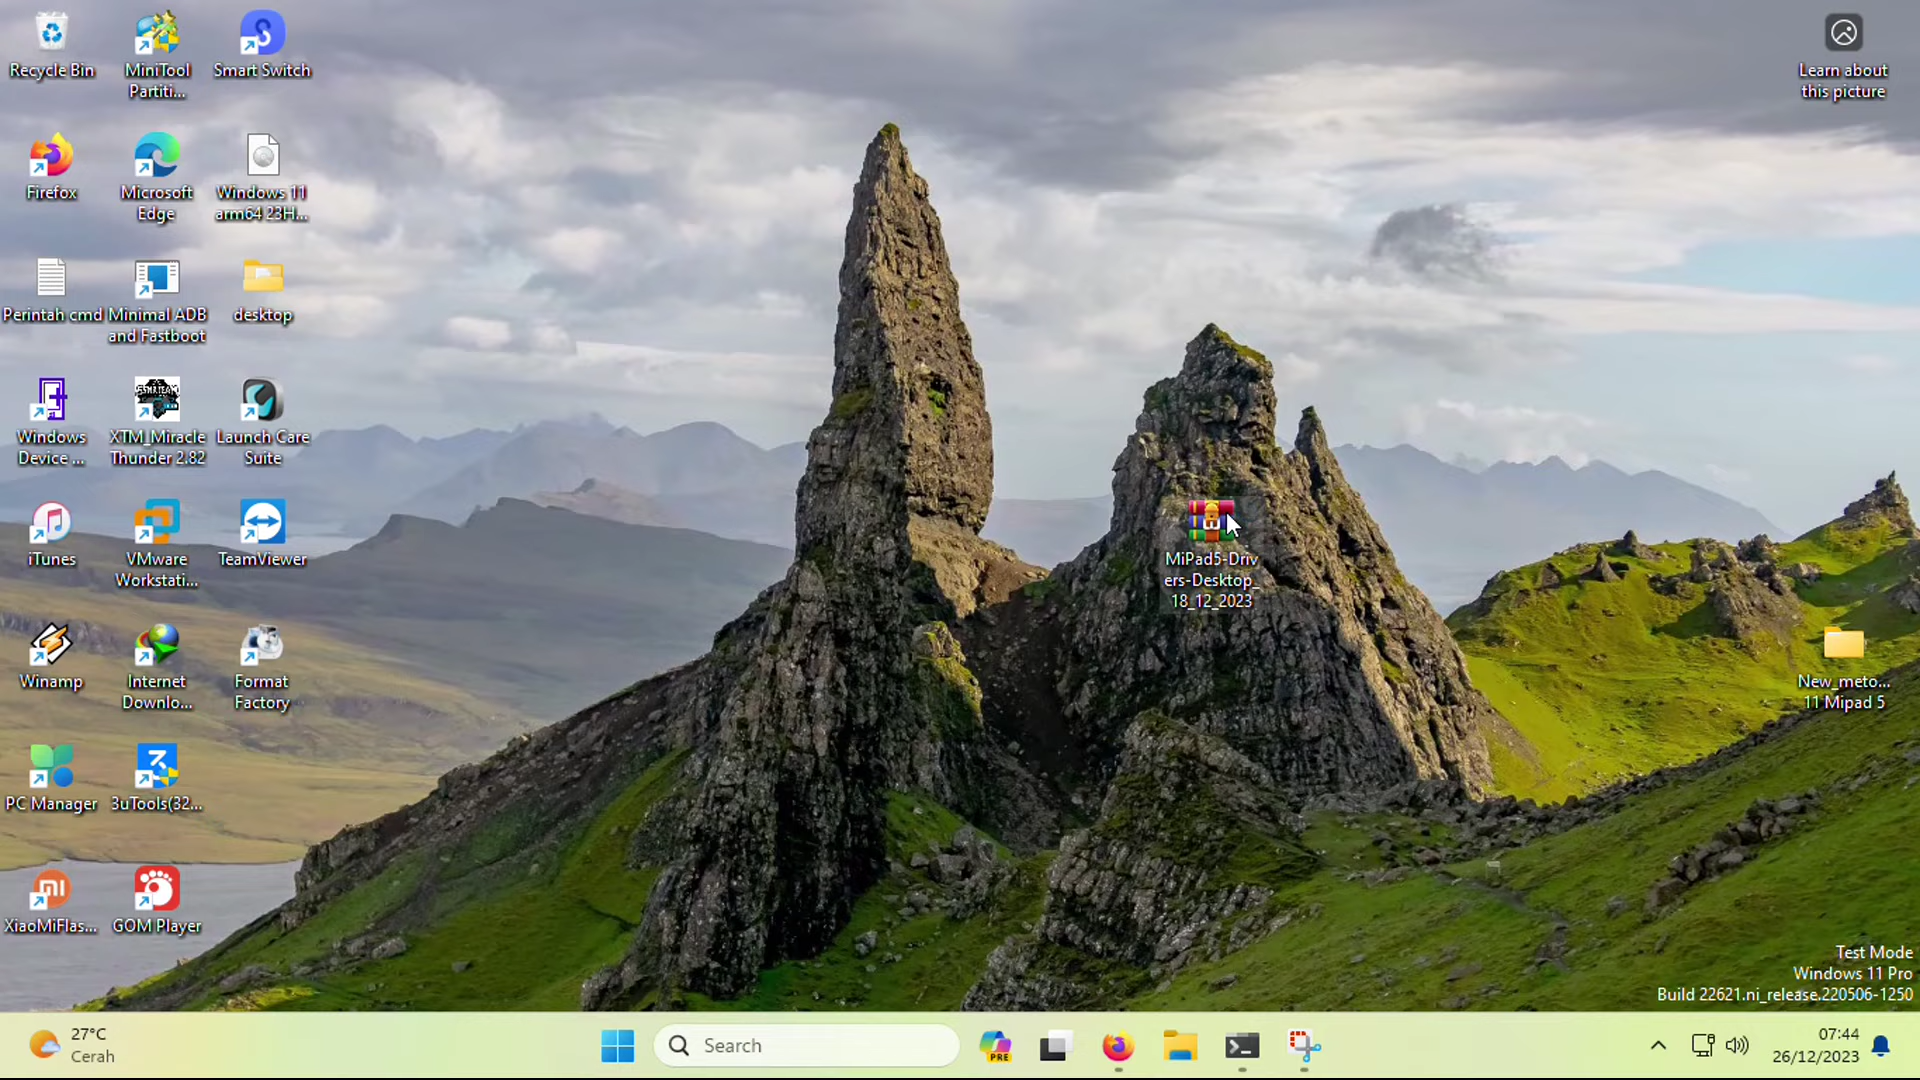 Recycle Bin
MiniTool
Partiti...
Smart Switch
Learn about
this picture
Firefox
Microsoft
Edge
Windows 11
arm64 23H...
Perintah cmd
Minimal ADB
and Fastboot
desktop
Windows
Device ...
XTM_Miracle
Thunder 2.82
Launch Care
Suite
iTunes
VMware
Workstati...
TeamViewer
MiPad5-Driv
ers-Desktop_
18_12_2023
Winamp
Internet
Downlo...
Format
Factory
New_meto...
11 Mipad 5
PC Manager
3uTools(32...
XiaoMiFlas...
GOM Player
Test Mode
Windows 11 Pro
Build 22621.ni_release.220506-1250
27°C
Cerah
Search
PRE
07:44
26/12/2023